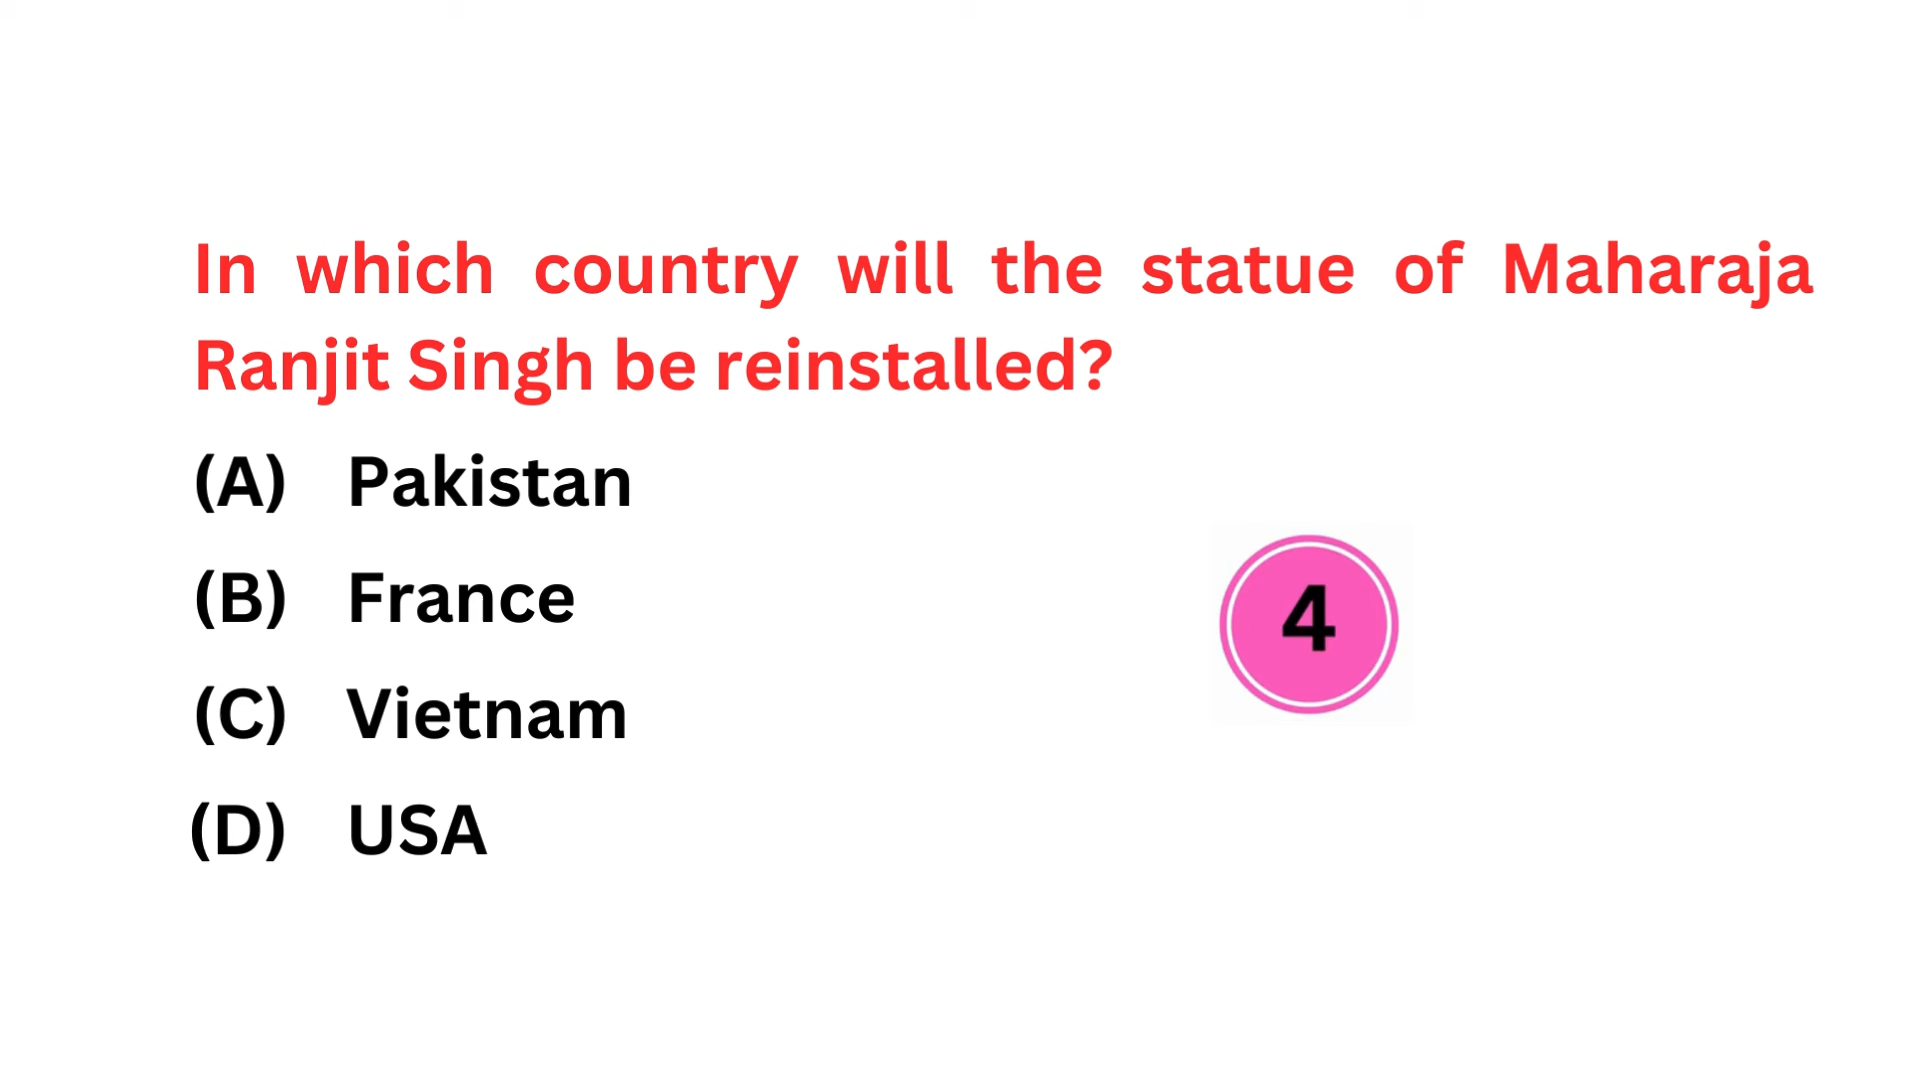 In which country will the statue of Maharaja
Ranjit Singh be reinstalled?
(A) Pakistan
(B) France
4
(C) Vietnam
(D) USA